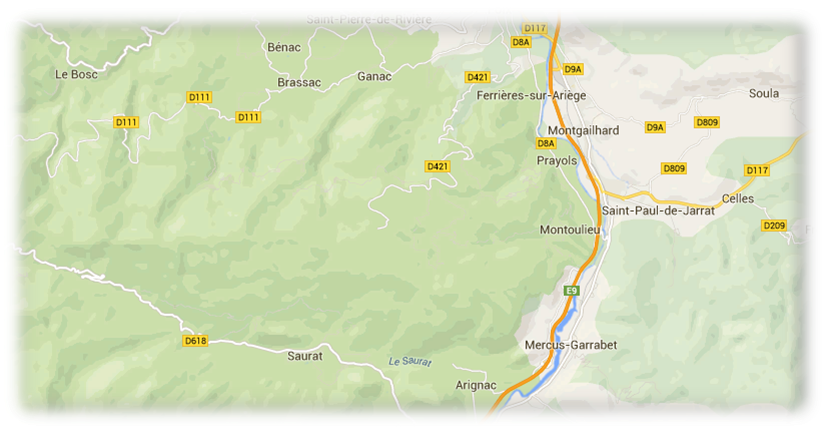 Saint-Pierre-de-Rivière
D117
D8A
Bénac
Le Bosc
Brassac
Ganac
D421
D9A
Ferrières-sur-Ariège
Soula
D111
D111
D111
D9A
D809
Montgailhard
D8A
Prayols
D421
D809
D117
Celles
Saint-Paul-de-Jarrat
D209
Montoulieu
E9
D618
Saurat
Le Saurat
Mercus-Garrabet
Arignac